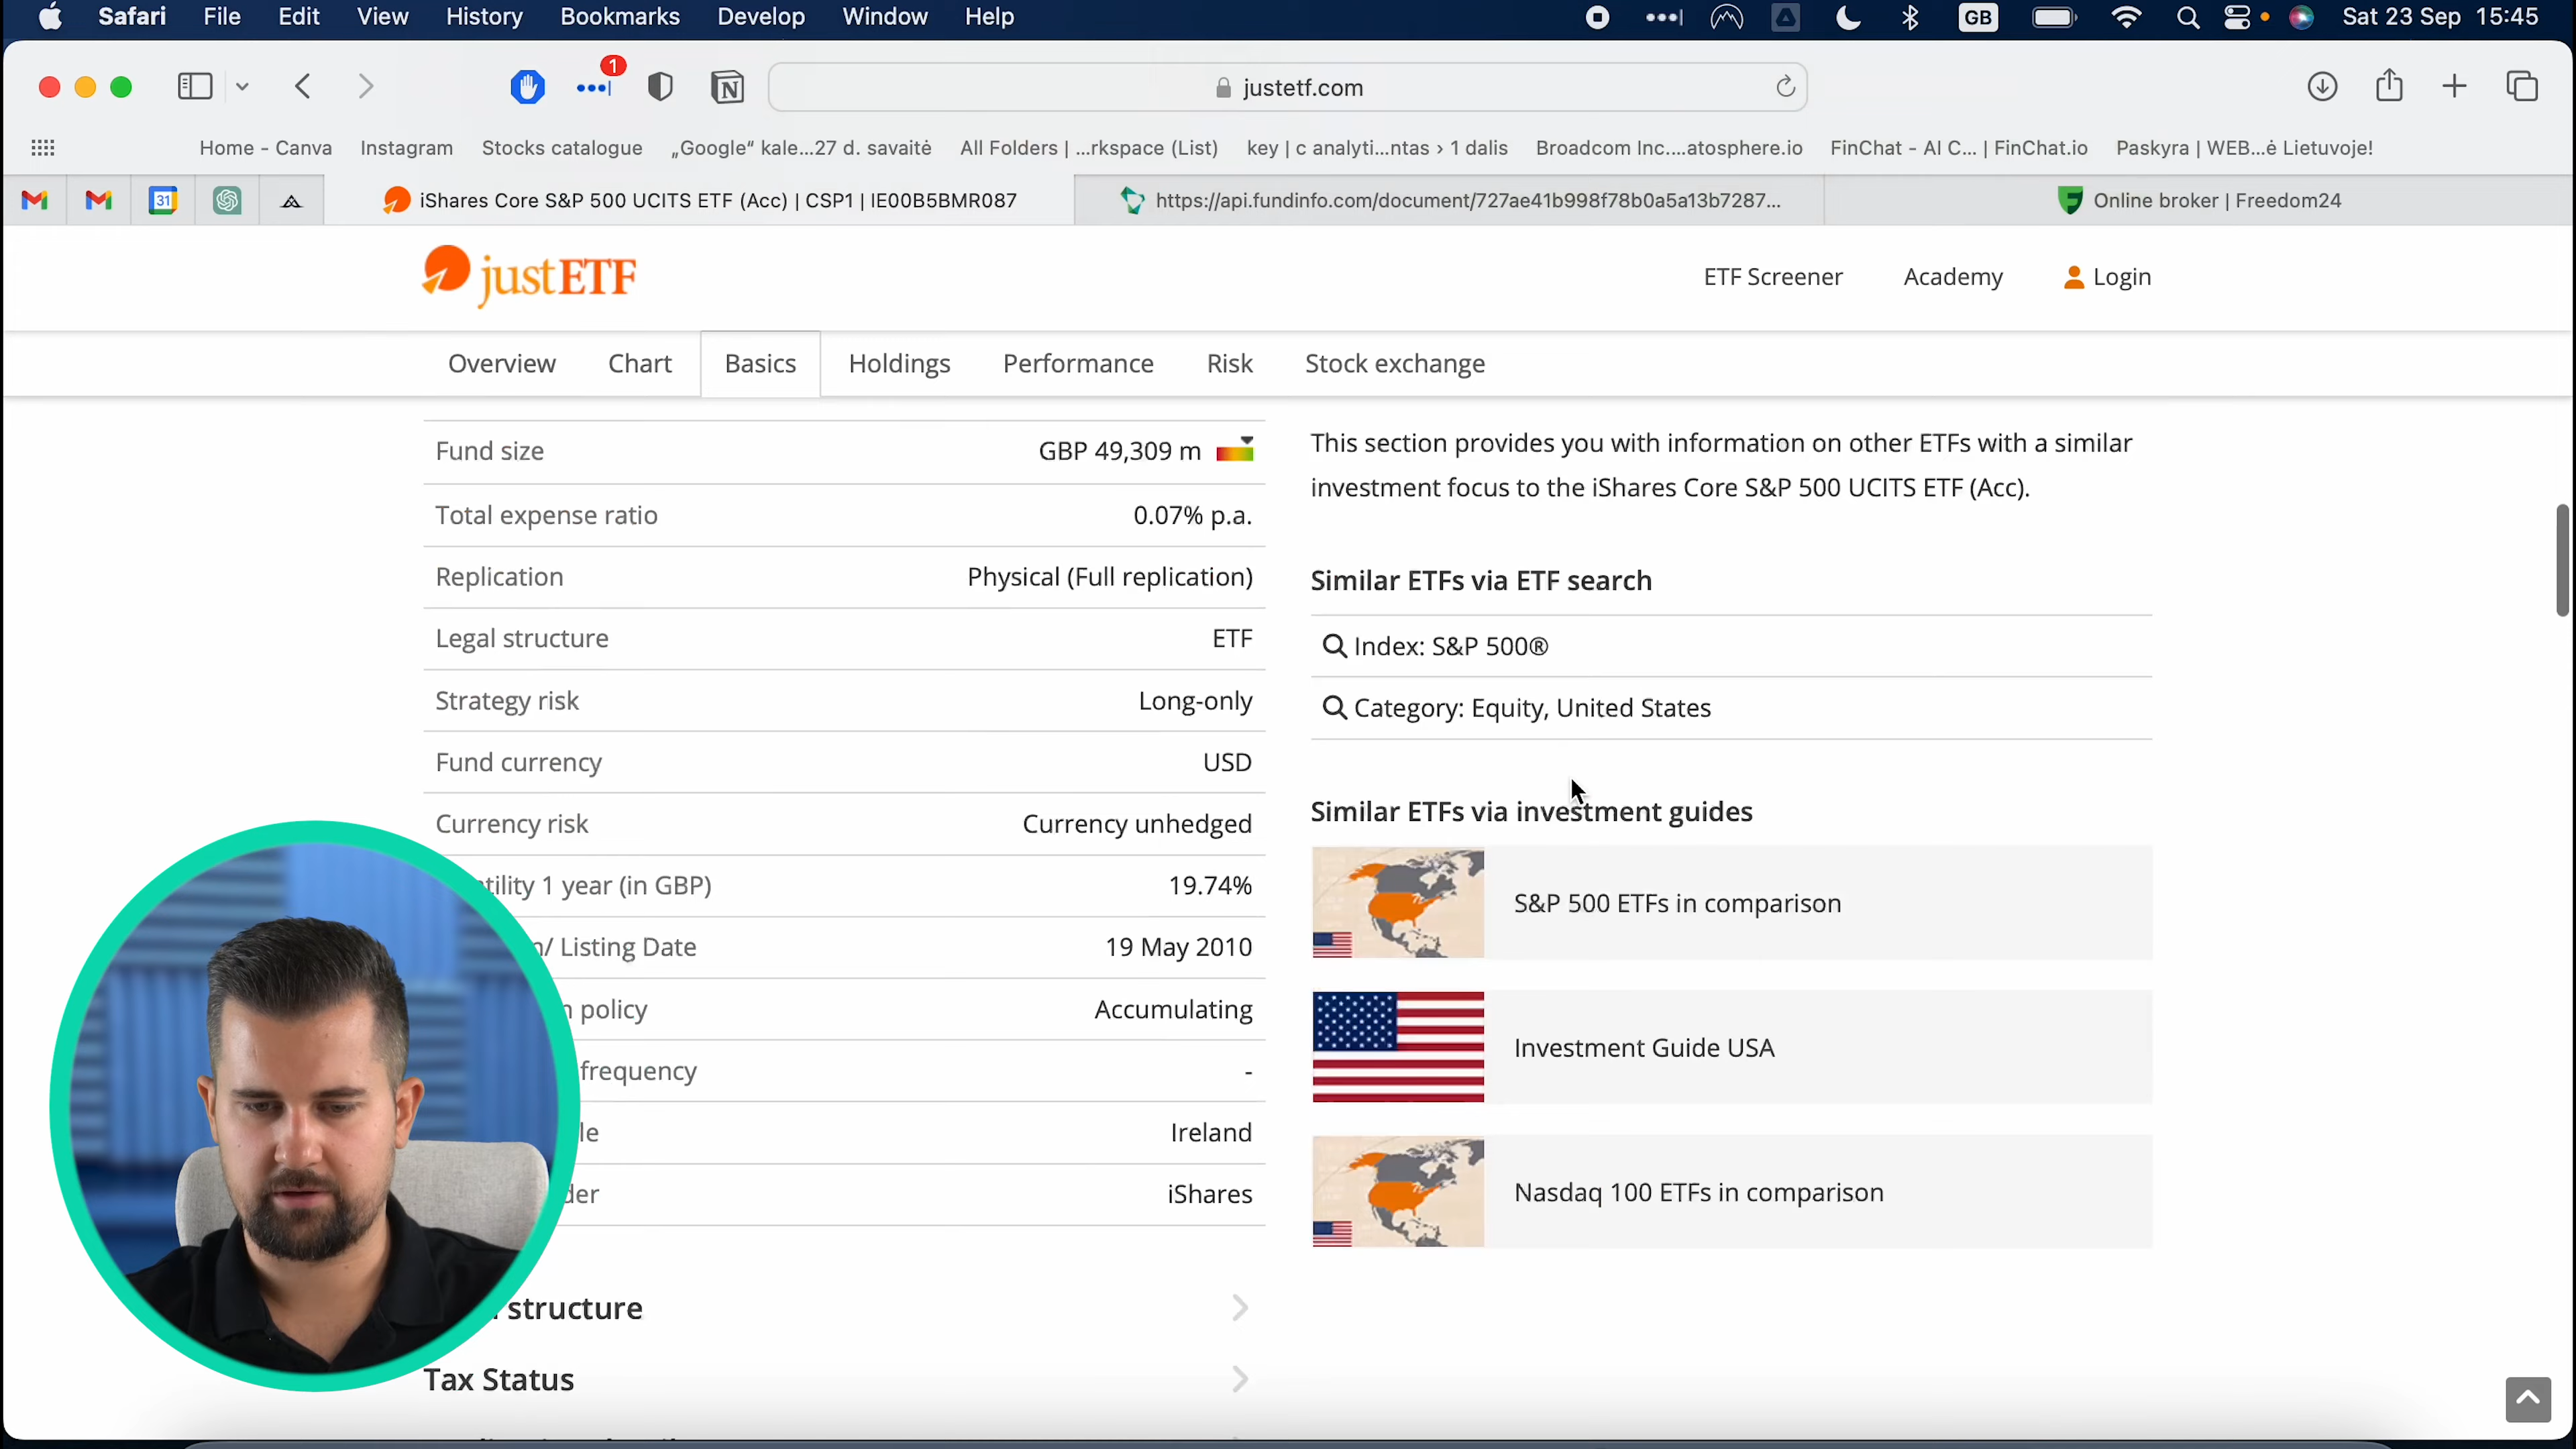 Safari File Edit View History Bookmarks Develop Window Help GB Sat 23 Sep 15:45
1 justetf.com
Home - Canva Instagram Stocks catalogue „Google“ kale...27 d. savaitė All Folders | ...rkspace (List) key | c analyti...ntas › 1 dalis Broadcom Inc....atosphere.io FinChat - AI C... | FinChat.io Paskyra | WEB...ė Lietuvoje!
31 iShares Core S&P 500 UCITS ETF (Acc) | CSP1 | IE00B5BMR087 https://api.fundinfo.com/document/727ae41b998f78b0a5a13b7287... Online broker | Freedom24
justETF ETF Screener Academy Login
Overview Chart Basics Holdings Performance Risk Stock exchange
Fund size GBP 49,309 m
Total expense ratio 0.07% p.a.
Replication Physical (Full replication)
Legal structure ETF
Strategy risk Long-only
Fund currency USD
Currency risk Currency unhedged
tility 1 year (in GBP) 19.74%
n/ Listing Date 19 May 2010
n policy Accumulating
frequency -
le Ireland
der iShares
structure
Tax Status
This section provides you with information on other ETFs with a similar
investment focus to the iShares Core S&P 500 UCITS ETF (Acc).
Similar ETFs via ETF search
Index: S&P 500®
Category: Equity, United States
Similar ETFs via investment guides
S&P 500 ETFs in comparison
Investment Guide USA
Nasdaq 100 ETFs in comparison